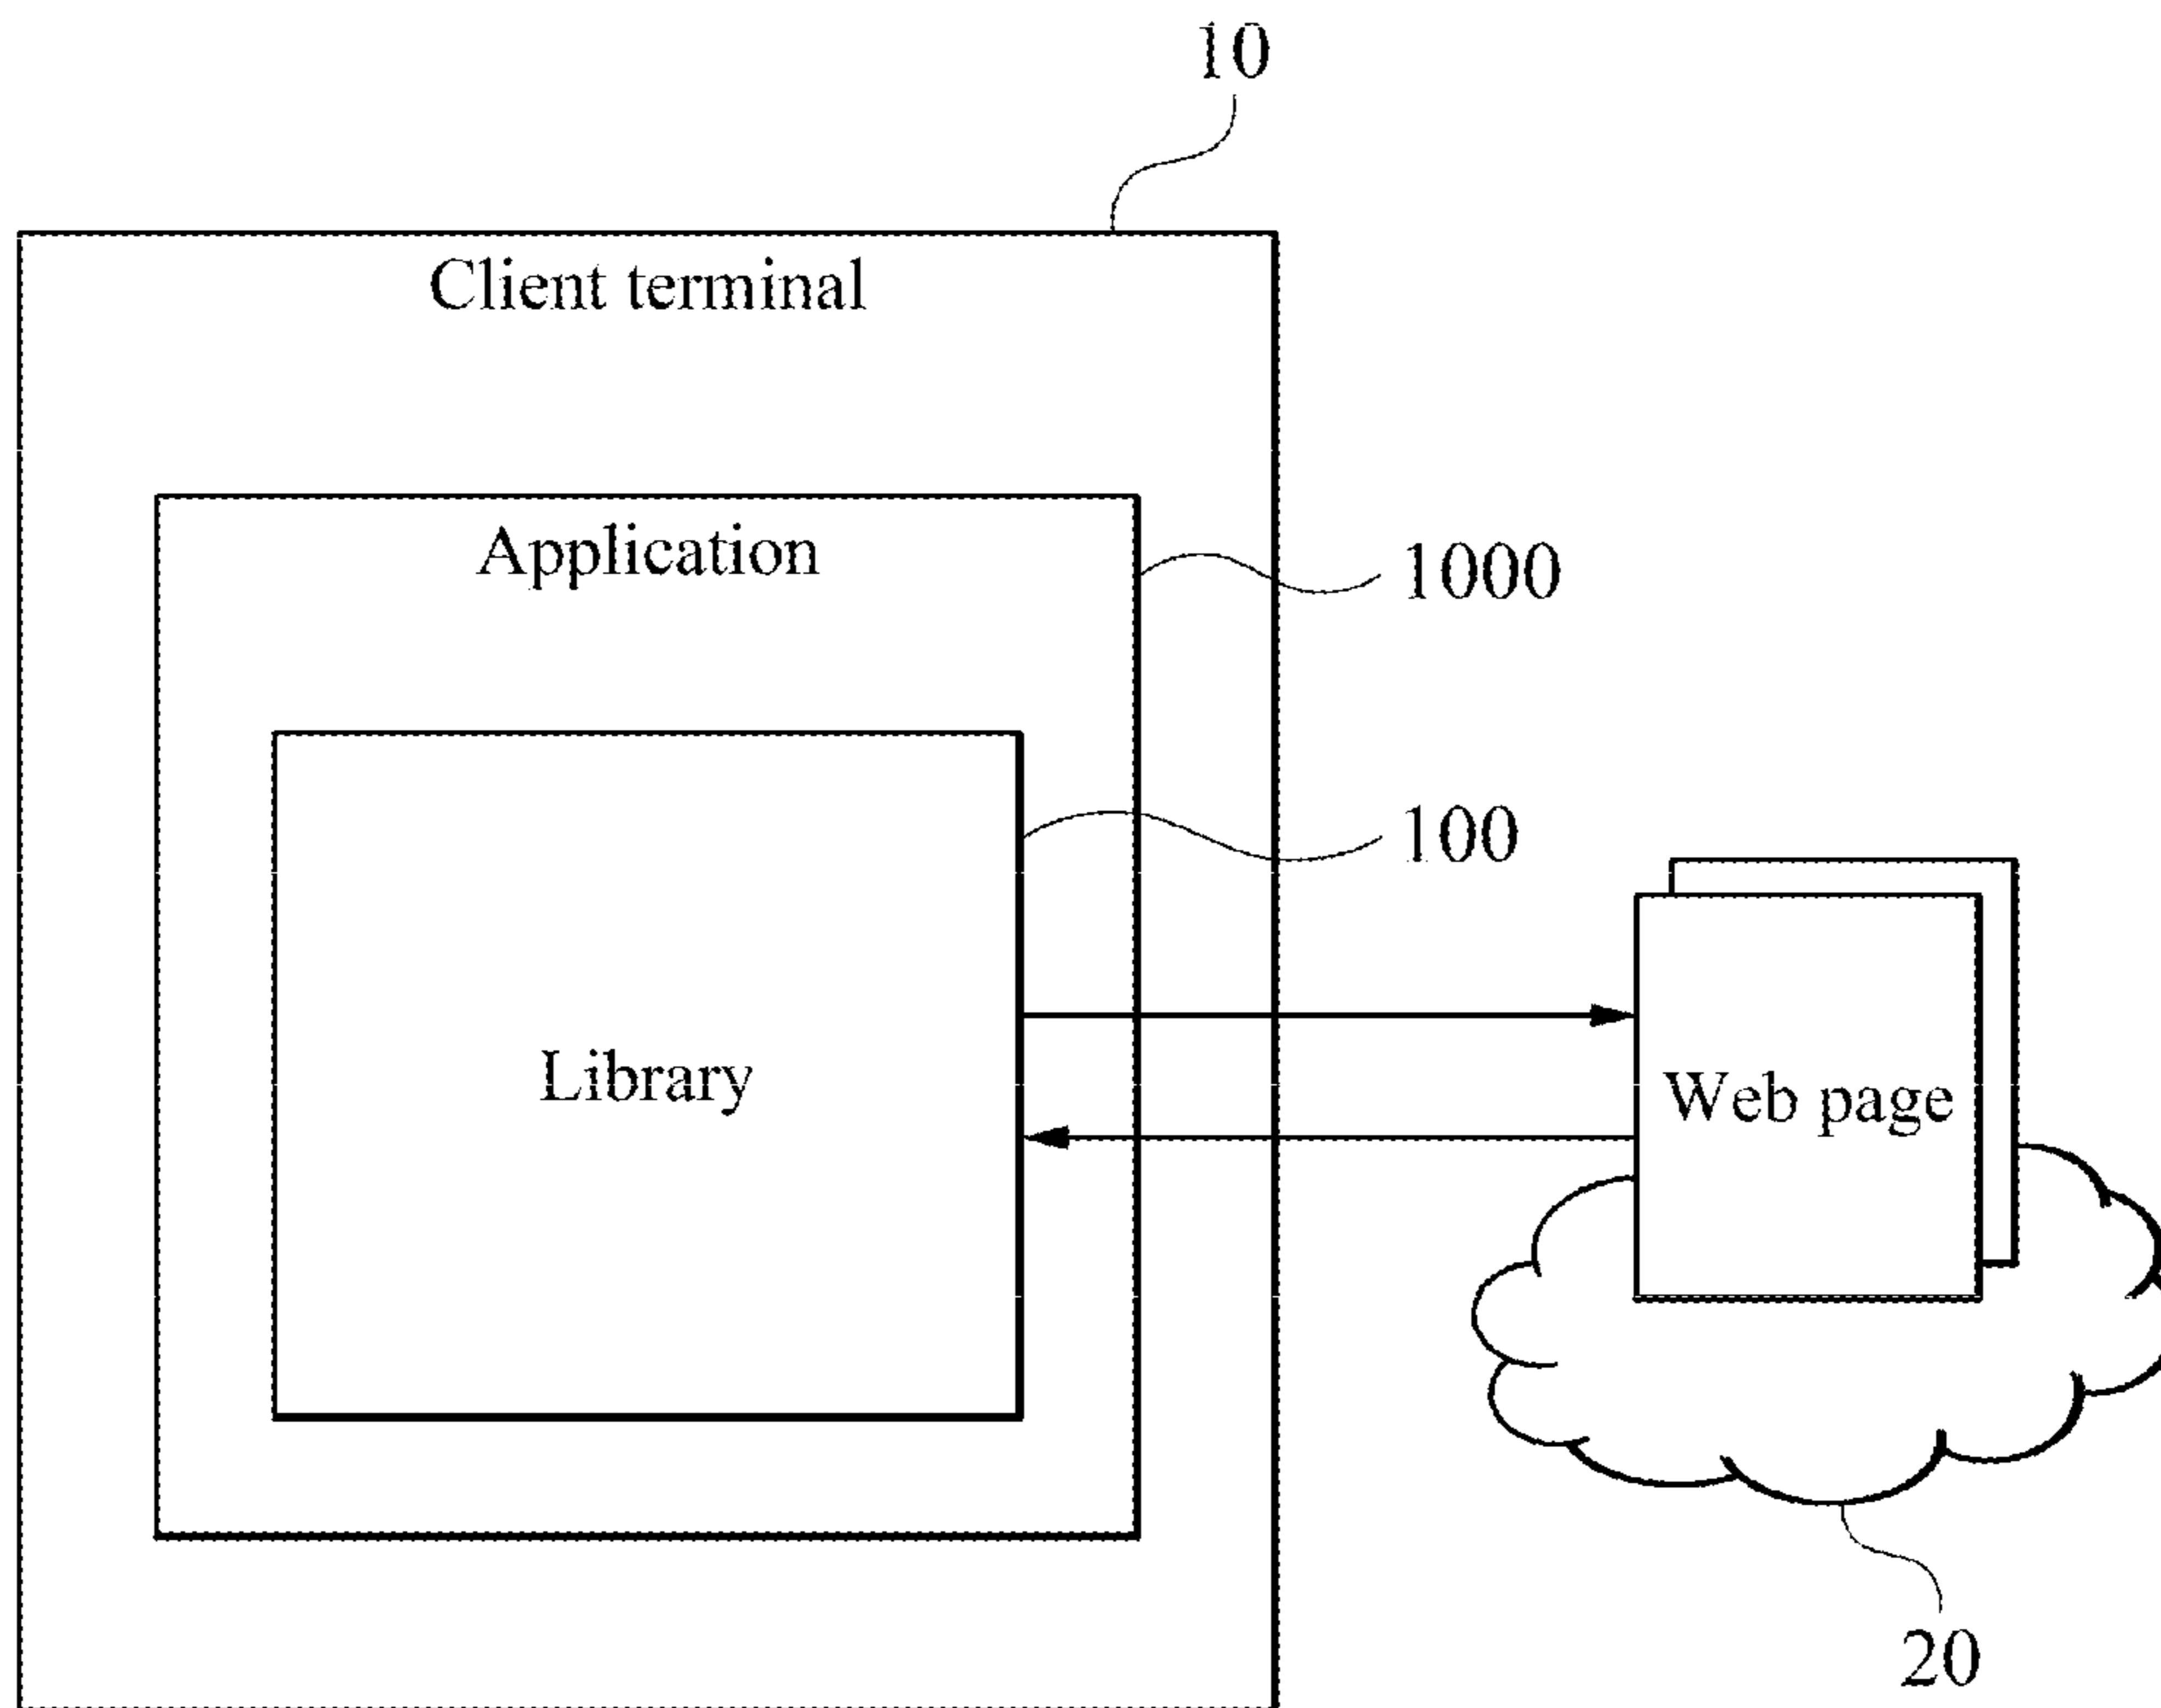 10
Client terminal
Application
1000
100
Library
Web page
20